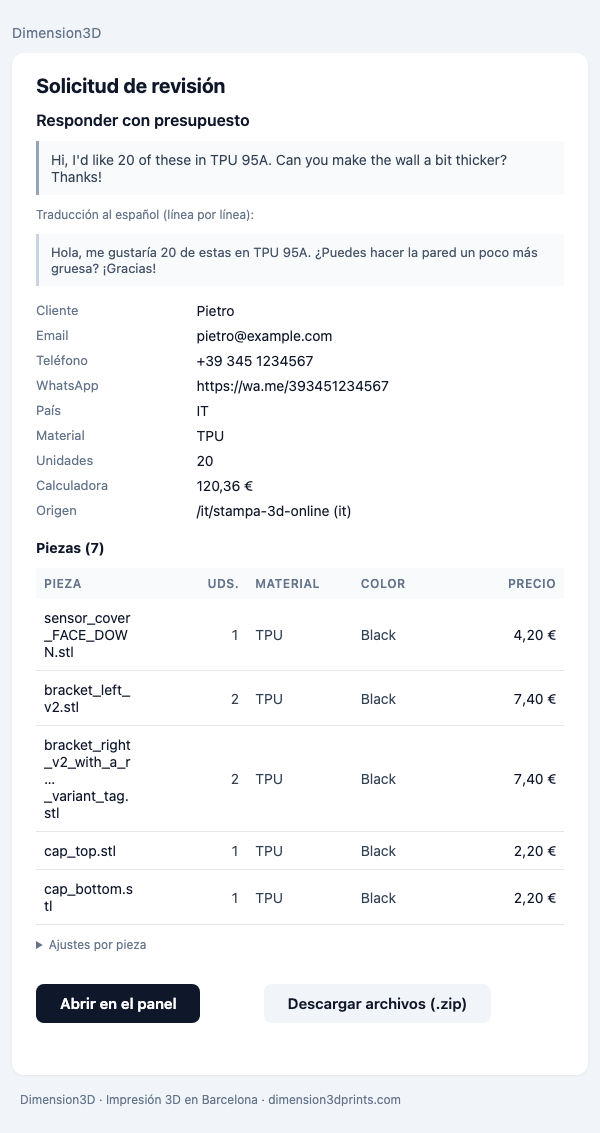 Dimension3D
Solicitud de revisión
Responder con presupuesto
Hi, I'd like 20 of these in TPU 95A. Can you make the wall a bit thicker?
Thanks!
Traducción al español (línea por línea):
Hola, me gustaría 20 de estas en TPU 95A. ¿Puedes hacer la pared un poco más
gruesa? ¡Gracias!
Cliente Pietro
Email pietro@example.com
Teléfono +39 345 1234567
WhatsApp https://wa.me/393451234567
País IT
Material TPU
Unidades 20
Calculadora 120,36 €
Origen /it/stampa-3d-online (it)
Piezas (7)
PIEZA UDS. MATERIAL COLOR PRECIO
sensor_cover
_FACE_DOW
N.stl
1 TPU Black 4,20 €
bracket_left_
v2.stl
2 TPU Black 7,40 €
bracket_right
_v2_with_a_r
...
_variant_tag.
stl
2 TPU Black 7,40 €
cap_top.stl 1 TPU Black 2,20 €
cap_bottom.s
tl
1 TPU Black 2,20 €
Ajustes por pieza
Abrir en el panel
Descargar archivos (.zip)
Dimension3D · Impresión 3D en Barcelona · dimension3dprints.com